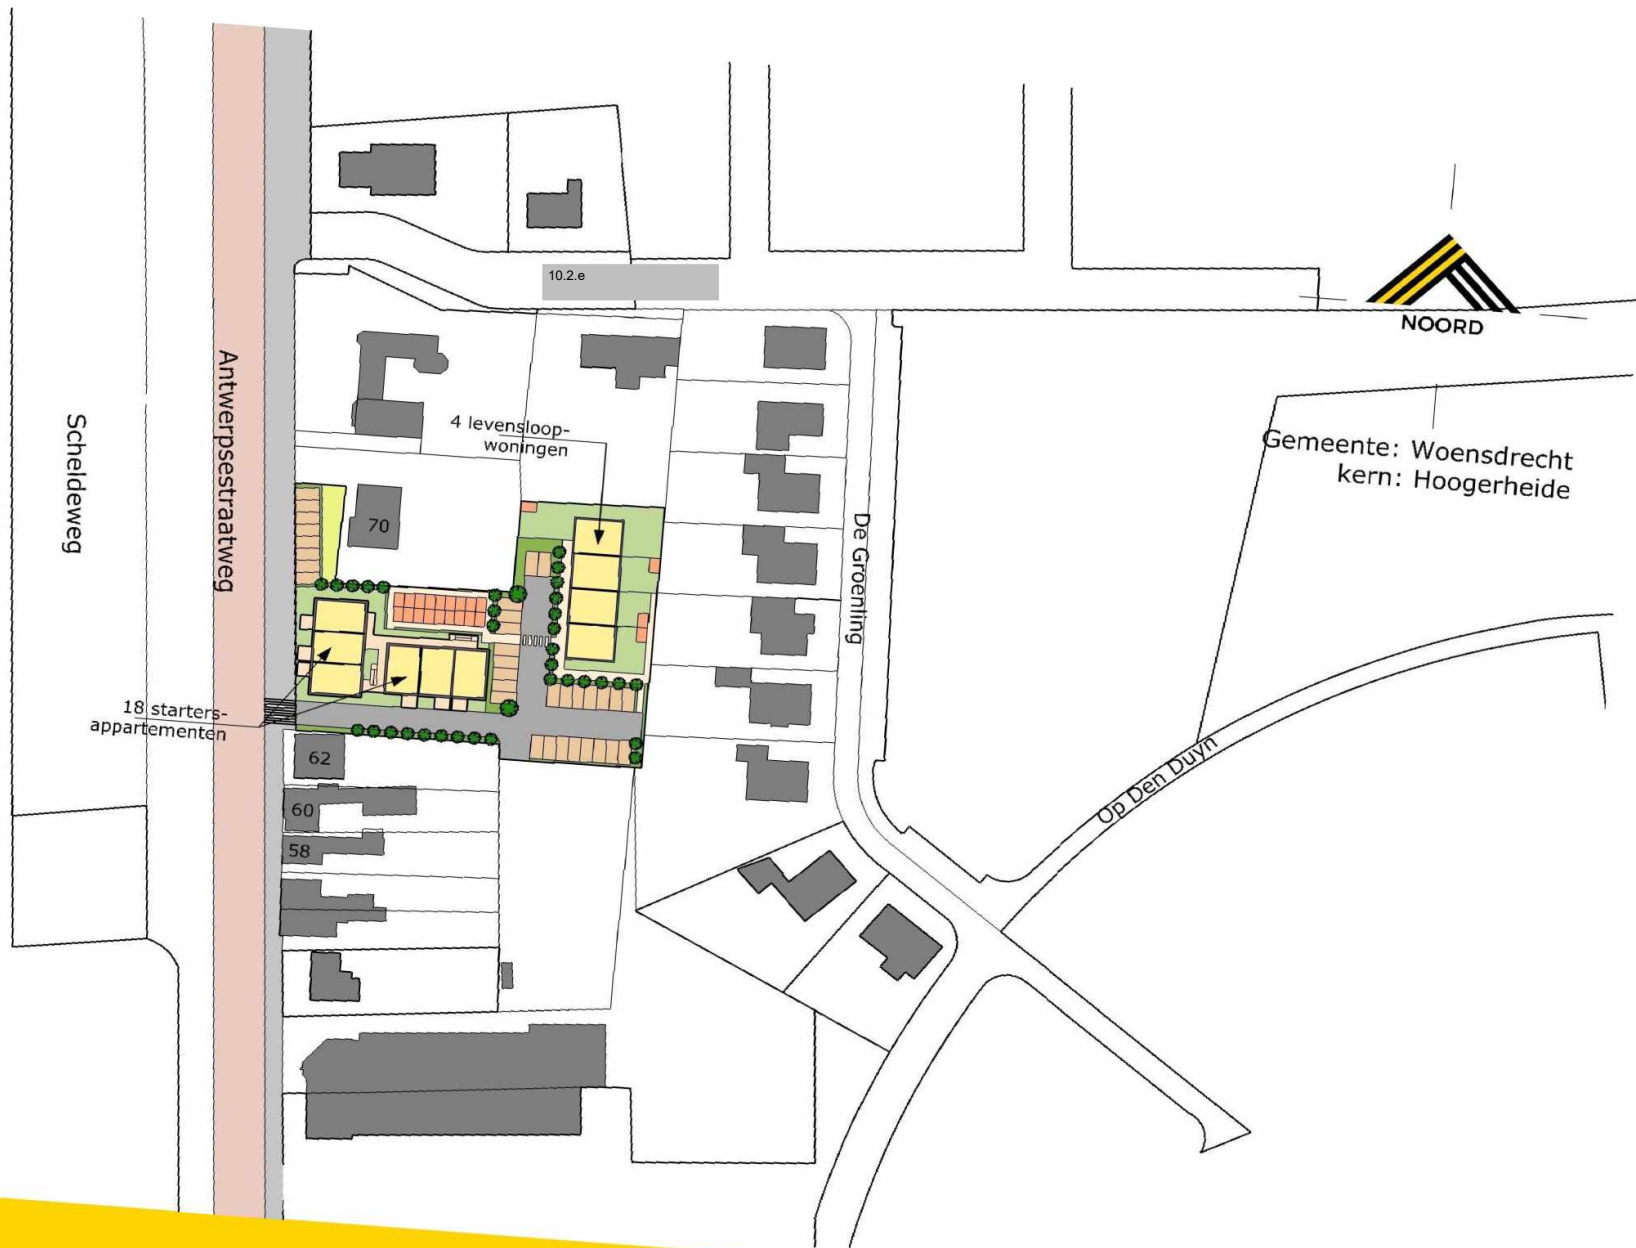 10.2.e
NOORD
Gemeente: Woensdrecht
kern: Hoogerheide
Scheldeweg
Antwerpsestraatweg
4 levensloop-
woningen
70
De Groenling
18 starters-
appartementen
62
60
58
Op Den Duyn